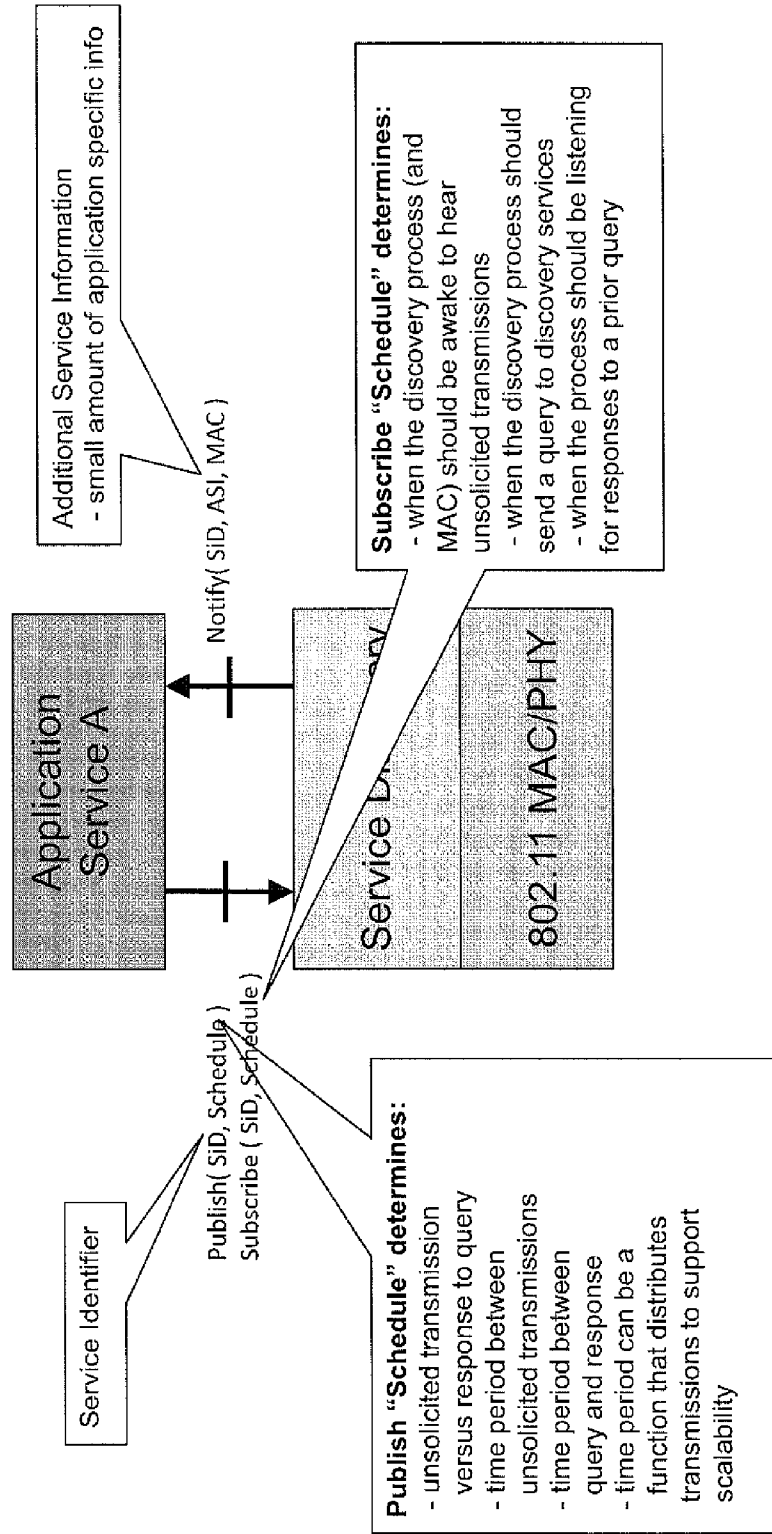 Service Identifier
Publish( SiD, Schedule )
Subscribe ( SiD, Schedule )
Publish “Schedule” determines:
- unsolicited transmission
versus response to query
- time period between
unsolicited transmissions
- time period between
query and response
- time period can be a
function that distributes
transmissions to support
scalability
Application
Service A
Service
802.11 MAC/PHY
Additional Service Information
- small amount of application specific info
Notify( SiD, ASI, MAC )
Subscribe “Schedule” determines:
- when the discovery process (and
MAC) should be awake to hear
unsolicited transmissions
- when the discovery process should
send a query to discovery services
- when the process should be listening
for responses to a prior query